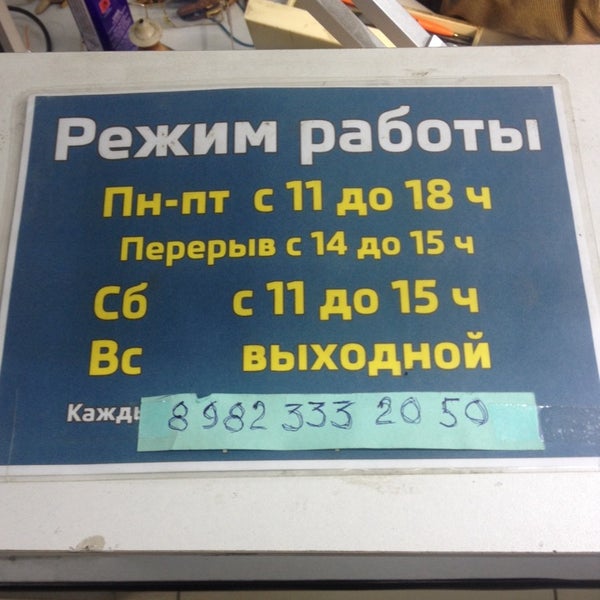 Режим работы
Пн-пт с 11 до 18 ч
Перерыв с 14 до 15 ч
Сб с 11 до 15 ч
Вс выходной
8 982 333 20 50